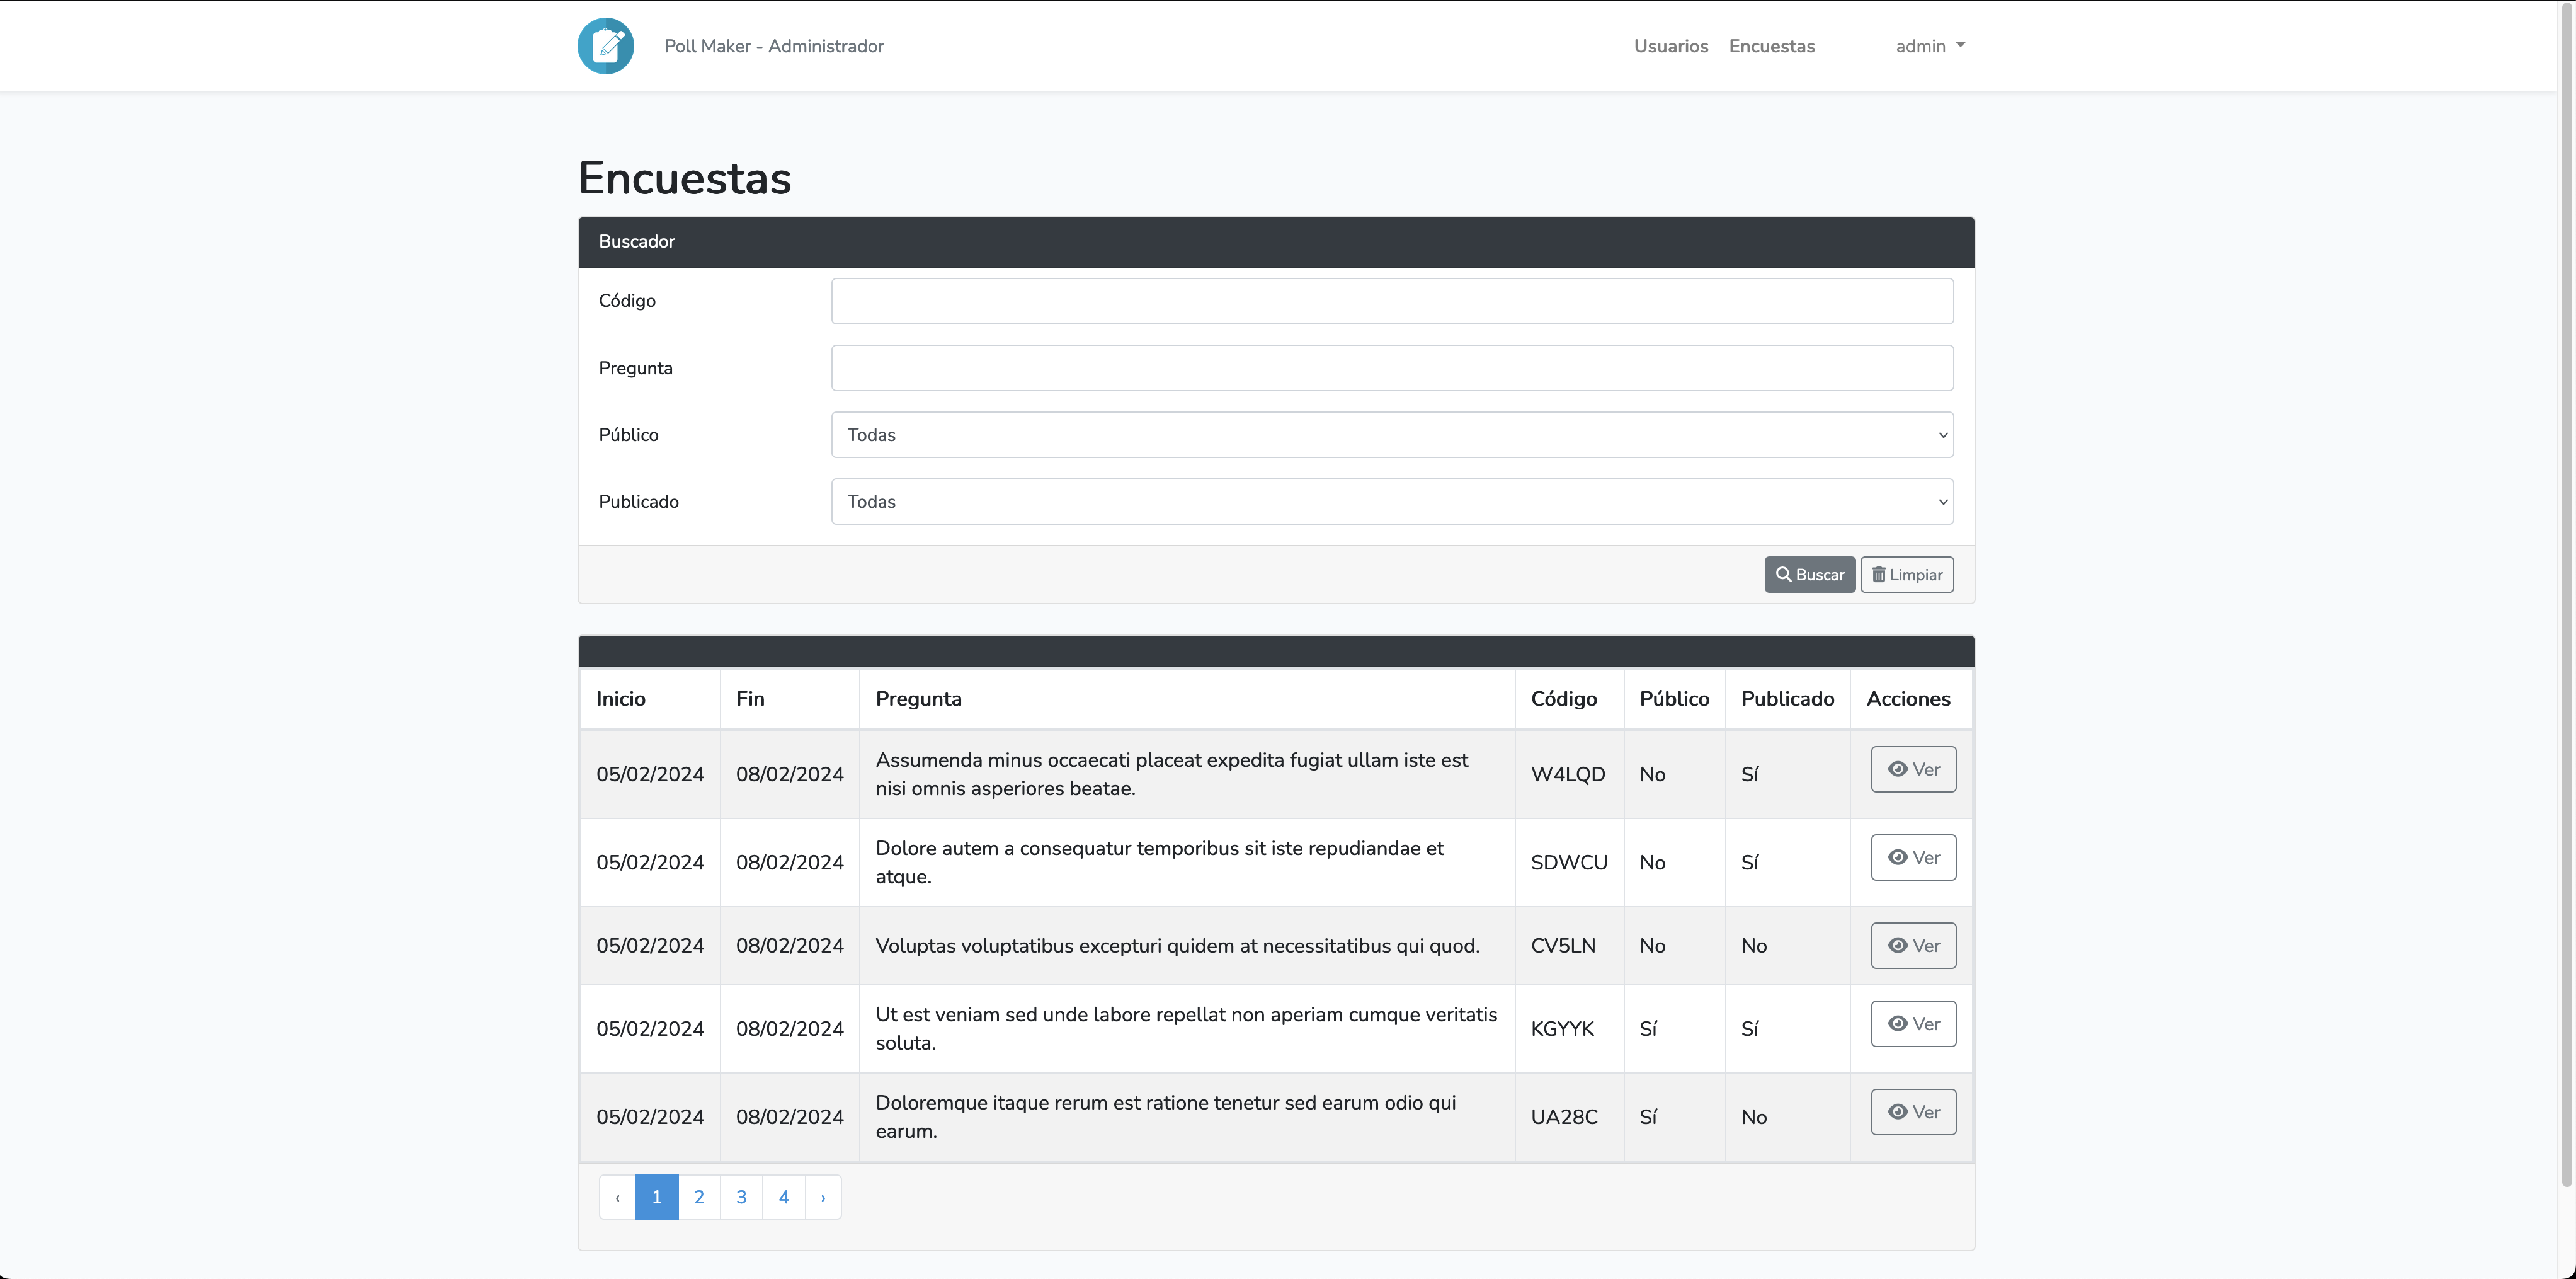 Poll Maker - Administrador
Usuarios Encuestas admin
Encuestas
Buscador
Código
Pregunta
Público Todas
Publicado Todas
Buscar Limpiar
Inicio Fin Pregunta Código Público Publicado Acciones
05/02/2024 08/02/2024 Assumenda minus occaecati placeat expedita fugiat ullam iste est
nisi omnis asperiores beatae. W4LQD No Sí Ver
05/02/2024 08/02/2024 Dolore autem a consequatur temporibus sit iste repudiandae et
atque. SDWCU No Sí Ver
05/02/2024 08/02/2024 Voluptas voluptatibus excepturi quidem at necessitatibus qui quod. CV5LN No No Ver
05/02/2024 08/02/2024 Ut est veniam sed unde labore repellat non aperiam cumque veritatis
soluta. KGYYK Sí Sí Ver
05/02/2024 08/02/2024 Doloremque itaque rerum est ratione tenetur sed earum odio qui
earum. UA28C Sí No Ver
‹ 1 2 3 4 ›